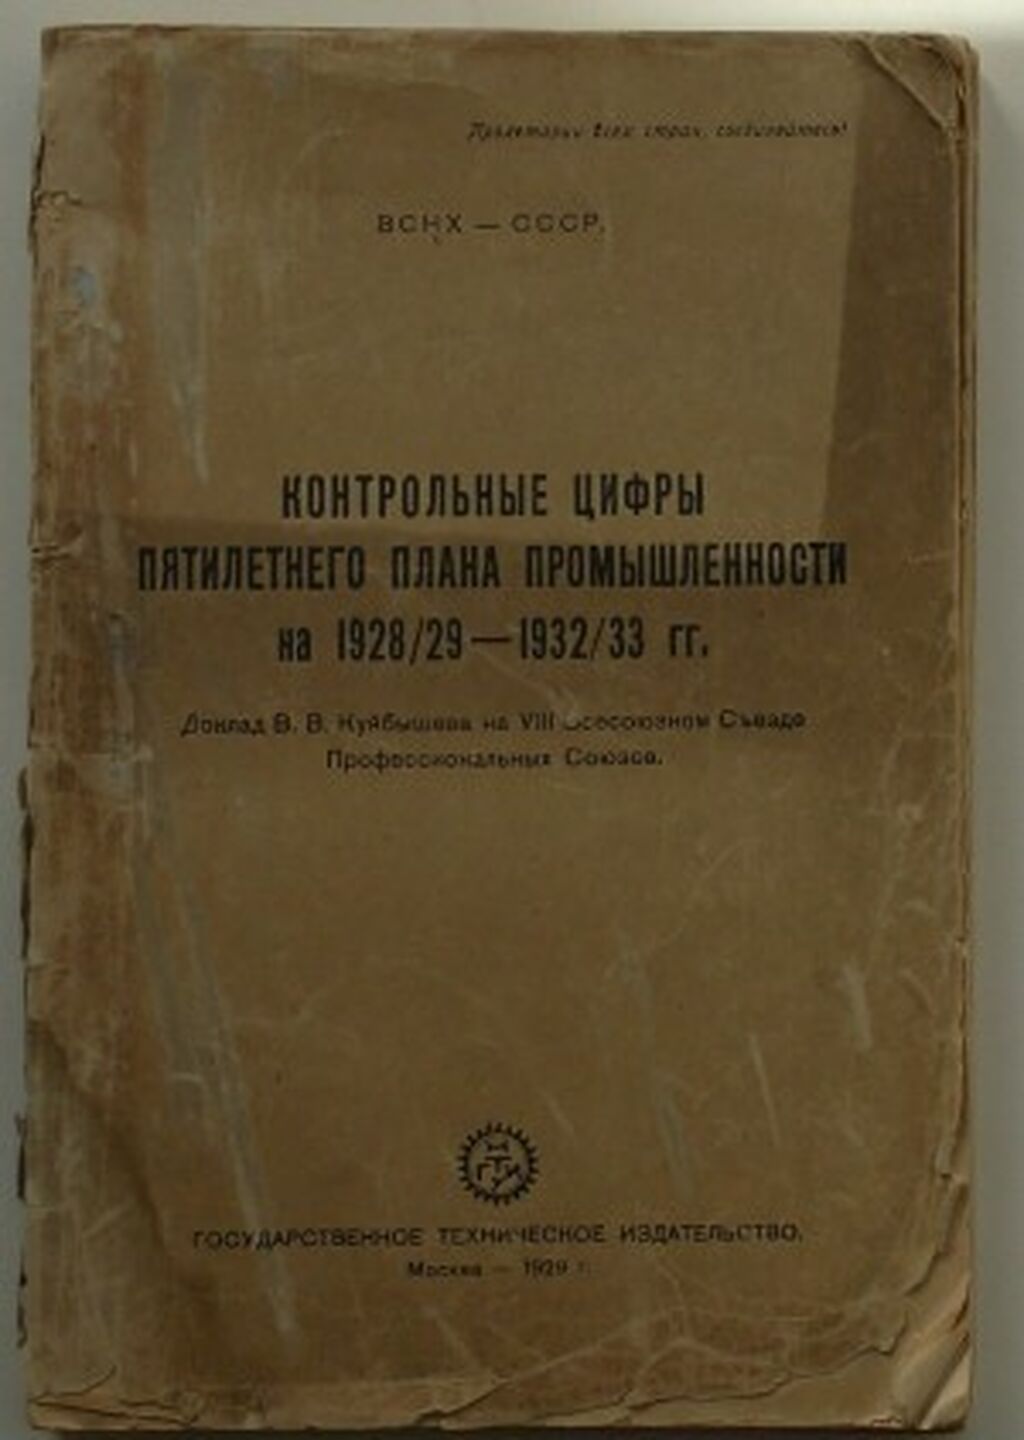 Пролетарии всех стран, соединяйтесь!
ВСНХ — СССР.
КОНТРОЛЬНЫЕ ЦИФРЫ
ПЯТИЛЕТНЕГО ПЛАНА ПРОМЫШЛЕННОСТИ
на 1928/29—1932/33 гг.
Доклад В. В. Куйбышева на VIII Всесоюзном Съезде
Профессиональных Союзов.
ГОСУДАРСТВЕННОЕ ТЕХНИЧЕСКОЕ ИЗДАТЕЛЬСТВО.
Москва — 1929 г.